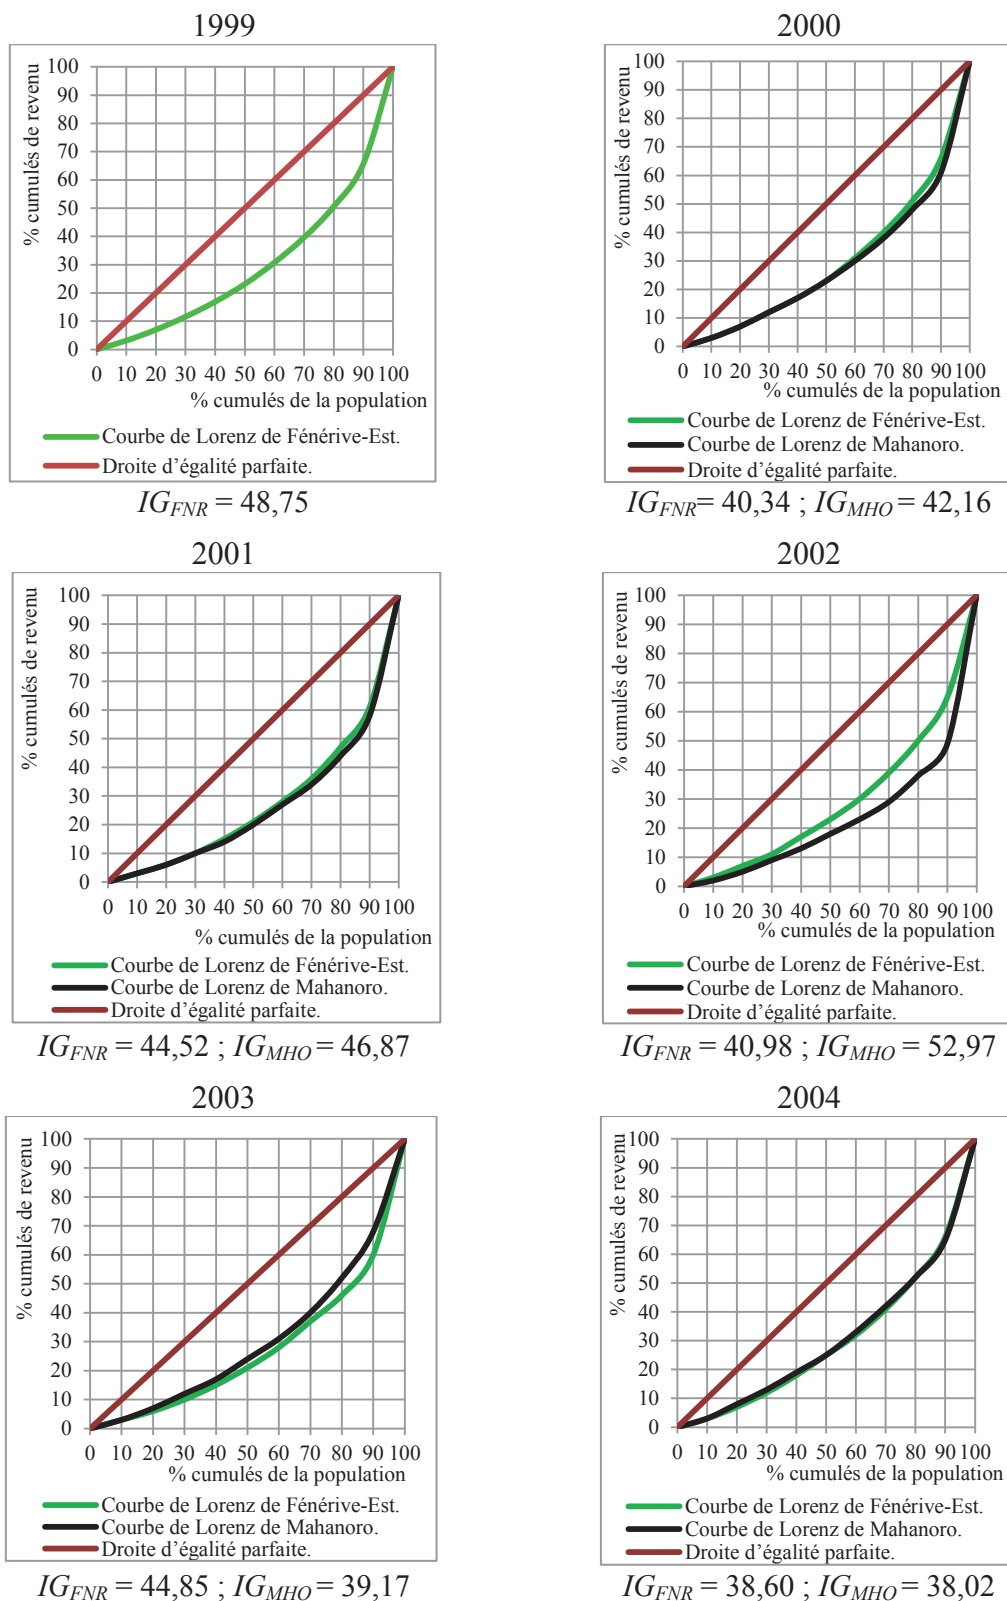 1999
% cumulés de revenu
100
90
80
70
60
50
40
30
20
10
0
0 10 20 30 40 50 60 70 80 90 100
% cumulés de la population
Courbe de Lorenz de Fénérive-Est.
Droite d'égalité parfaite.
IG_FNR = 48,75
2000
% cumulés de revenu
100
90
80
70
60
50
40
30
20
10
0
0 10 20 30 40 50 60 70 80 90 100
% cumulés de la population
Courbe de Lorenz de Fénérive-Est.
Courbe de Lorenz de Mahanoro.
Droite d'égalité parfaite.
IG_FNR= 40,34 ; IG_MHO = 42,16
2001
% cumulés de revenu
100
90
80
70
60
50
40
30
20
10
0
0 10 20 30 40 50 60 70 80 90 100
% cumulés de la population
Courbe de Lorenz de Fénérive-Est.
Courbe de Lorenz de Mahanoro.
Droite d'égalité parfaite.
IG_FNR = 44,52 ; IG_MHO = 46,87
2002
% cumulés de revenu
100
90
80
70
60
50
40
30
20
10
0
0 10 20 30 40 50 60 70 80 90 100
% cumulés de la population
Courbe de Lorenz de Fénérive-Est.
Courbe de Lorenz de Mahanoro.
Droite d'égalité parfaite.
IG_FNR = 40,98 ; IG_MHO = 52,97
2003
% cumulés de revenu
100
90
80
70
60
50
40
30
20
10
0
0 10 20 30 40 50 60 70 80 90 100
% cumulés de la population
Courbe de Lorenz de Fénérive-Est.
Courbe de Lorenz de Mahanoro.
Droite d'égalité parfaite.
IG_FNR = 44,85 ; IG_MHO = 39,17
2004
% cumulés de revenu
100
90
80
70
60
50
40
30
20
10
0
0 10 20 30 40 50 60 70 80 90 100
% cumulés de la population
Courbe de Lorenz de Fénérive-Est.
Courbe de Lorenz de Mahanoro.
Droite d'égalité parfaite.
IG_FNR = 38,60 ; IG_MHO = 38,02